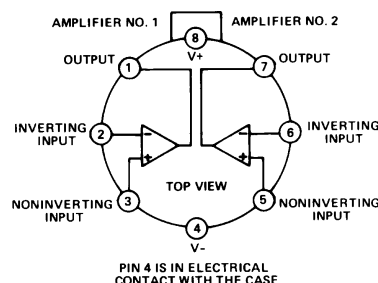 AMPLIFIER NO. 1
AMPLIFIER NO. 2
8
V+
OUTPUT
1
7
OUTPUT
INVERTING
INPUT
2
−
−
6
INVERTING
INPUT
+
+
TOP VIEW
NONINVERTING
INPUT
3
5
NONINVERTING
INPUT
4
V−
PIN 4 IS IN ELECTRICAL
CONTACT WITH THE CASE